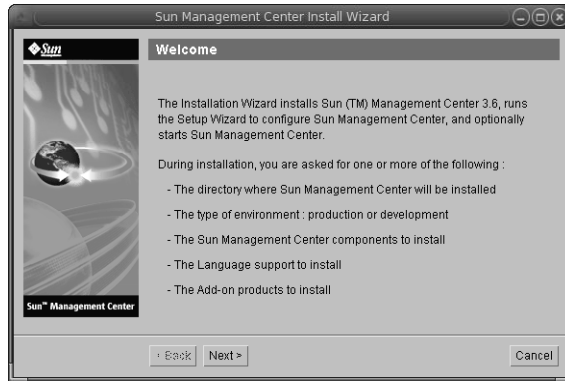 Sun Management Center Install Wizard
Sun
Welcome
The Installation Wizard installs Sun (TM) Management Center 3.6, runs
the Setup Wizard to configure Sun Management Center, and optionally
starts Sun Management Center.
During installation, you are asked for one or more of the following :
- The directory where Sun Management Center will be installed
- The type of environment : production or development
- The Sun Management Center components to install
- The Language support to install
- The Add-on products to install
Sun™ Management Center
< Back Next > Cancel